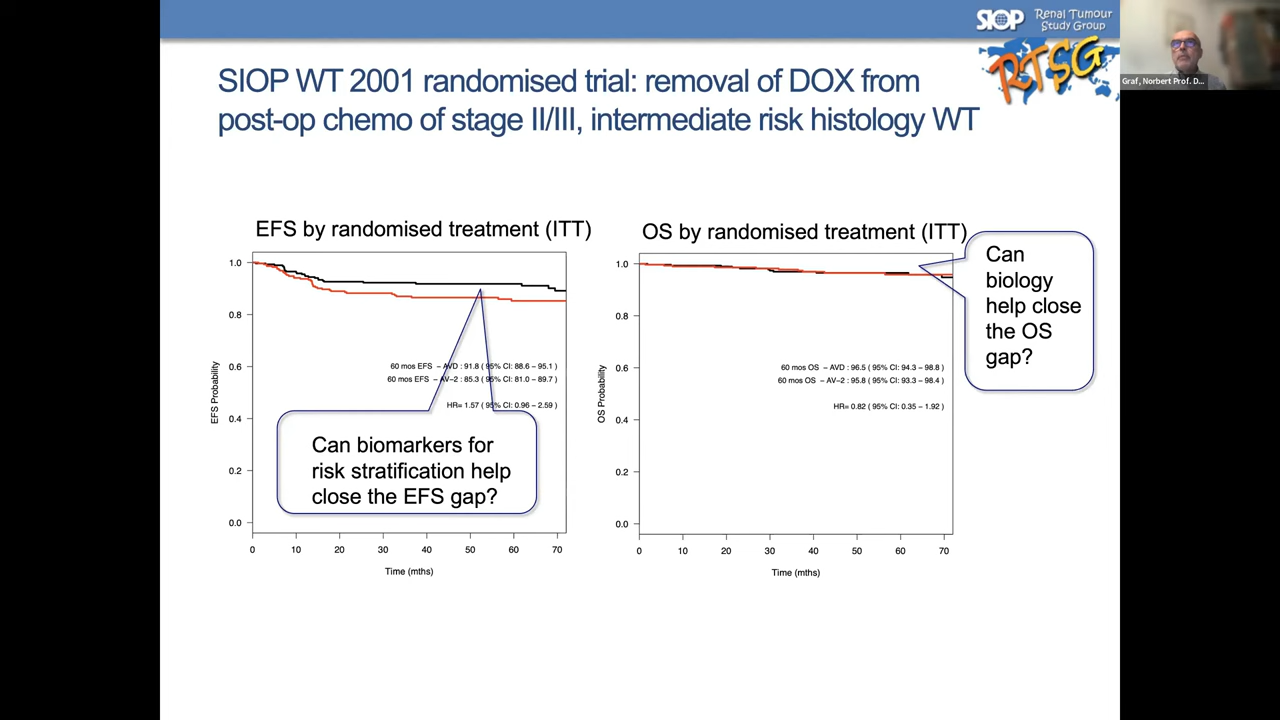 SIOP
Renal Tumour
Study Group
RTSG
Graf, Norbert Prof. D...
SIOP WT 2001 randomised trial: removal of DOX from
post-op chemo of stage II/III, intermediate risk histology WT
EFS by randomised treatment (ITT)
1.0
0.8
0.6
0.4
0.2
0.0
EFS Probability
60 mos EFS – AVD : 91.8 ( 95% CI: 88.6 – 95.1 )
60 mos EFS – AV–2 : 85.3 ( 95% CI: 81.0 – 89.7 )
HR= 1.57 ( 95% CI: 0.96 – 2.59 )
Can biomarkers for
risk stratification help
close the EFS gap?
0 10 20 30 40 50 60 70
Time (mths)
OS by randomised treatment (ITT)
1.0
0.8
0.6
0.4
0.2
0.0
OS Probability
60 mos OS – AVD : 96.5 ( 95% CI: 94.3 – 98.8 )
60 mos OS – AV–2 : 95.8 ( 95% CI: 93.3 – 98.4 )
HR= 0.82 ( 95% CI: 0.35 – 1.92 )
0 10 20 30 40 50 60 70
Time (mths)
Can
biology
help close
the OS
gap?